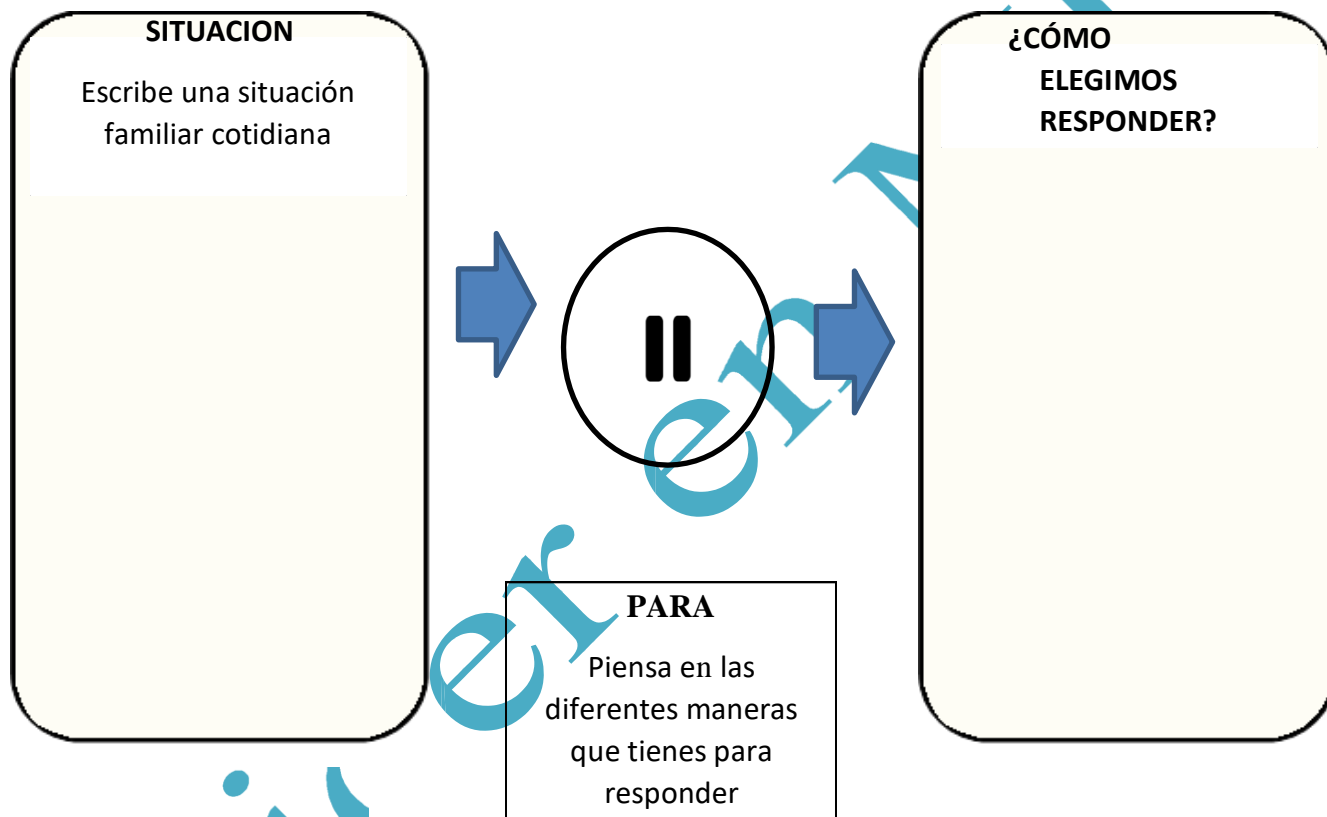 SITUACION
Escribe una situación
familiar cotidiana
¿CÓMO
ELEGIMOS
RESPONDER?
PARA
Piensa en las
diferentes maneras
que tienes para
responder